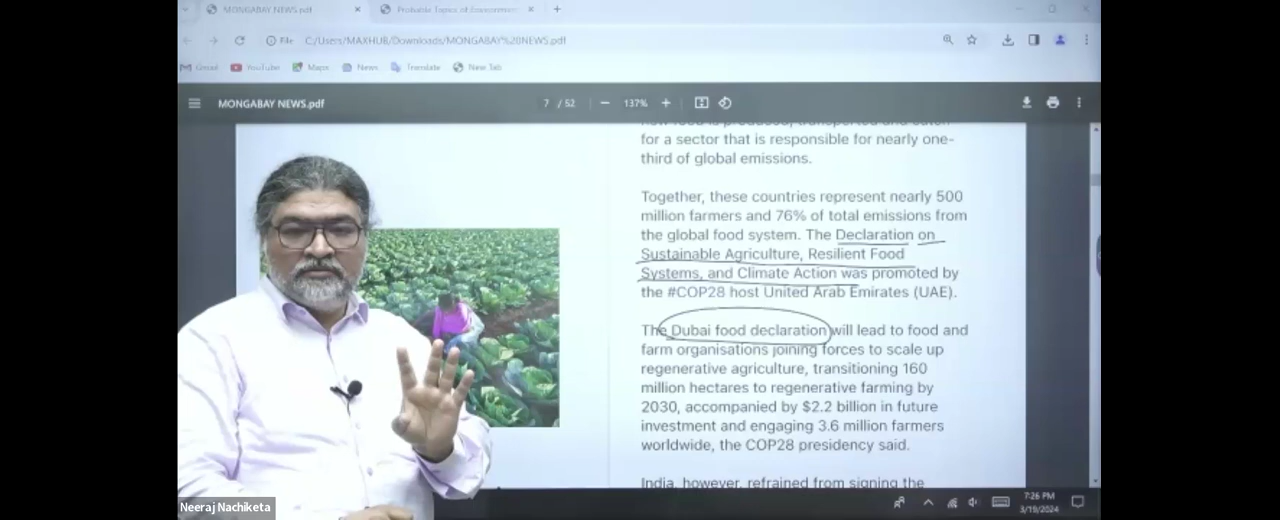 MONGABAY NEWS.pdf
Probable Topics of Environmen
File
C:/Users/MAXHUB/Downloads/MONGABAY%20NEWS.pdf
Gmail
YouTube
Maps
News
Translate
New Tab
MONGABAY NEWS.pdf
7 / 52
137%
for a sector that is responsible for nearly one-
third of global emissions.
Together, these countries represent nearly 500
million farmers and 76% of total emissions from
the global food system. The Declaration on
Sustainable Agriculture, Resilient Food
Systems, and Climate Action was promoted by
the #COP28 host United Arab Emirates (UAE).
The Dubai food declaration will lead to food and
farm organisations joining forces to scale up
regenerative agriculture, transitioning 160
million hectares to regenerative farming by
2030, accompanied by $2.2 billion in future
investment and engaging 3.6 million farmers
worldwide, the COP28 presidency said.
India, however, refrained from signing the
Neeraj Nachiketa
7:26 PM
3/19/2024